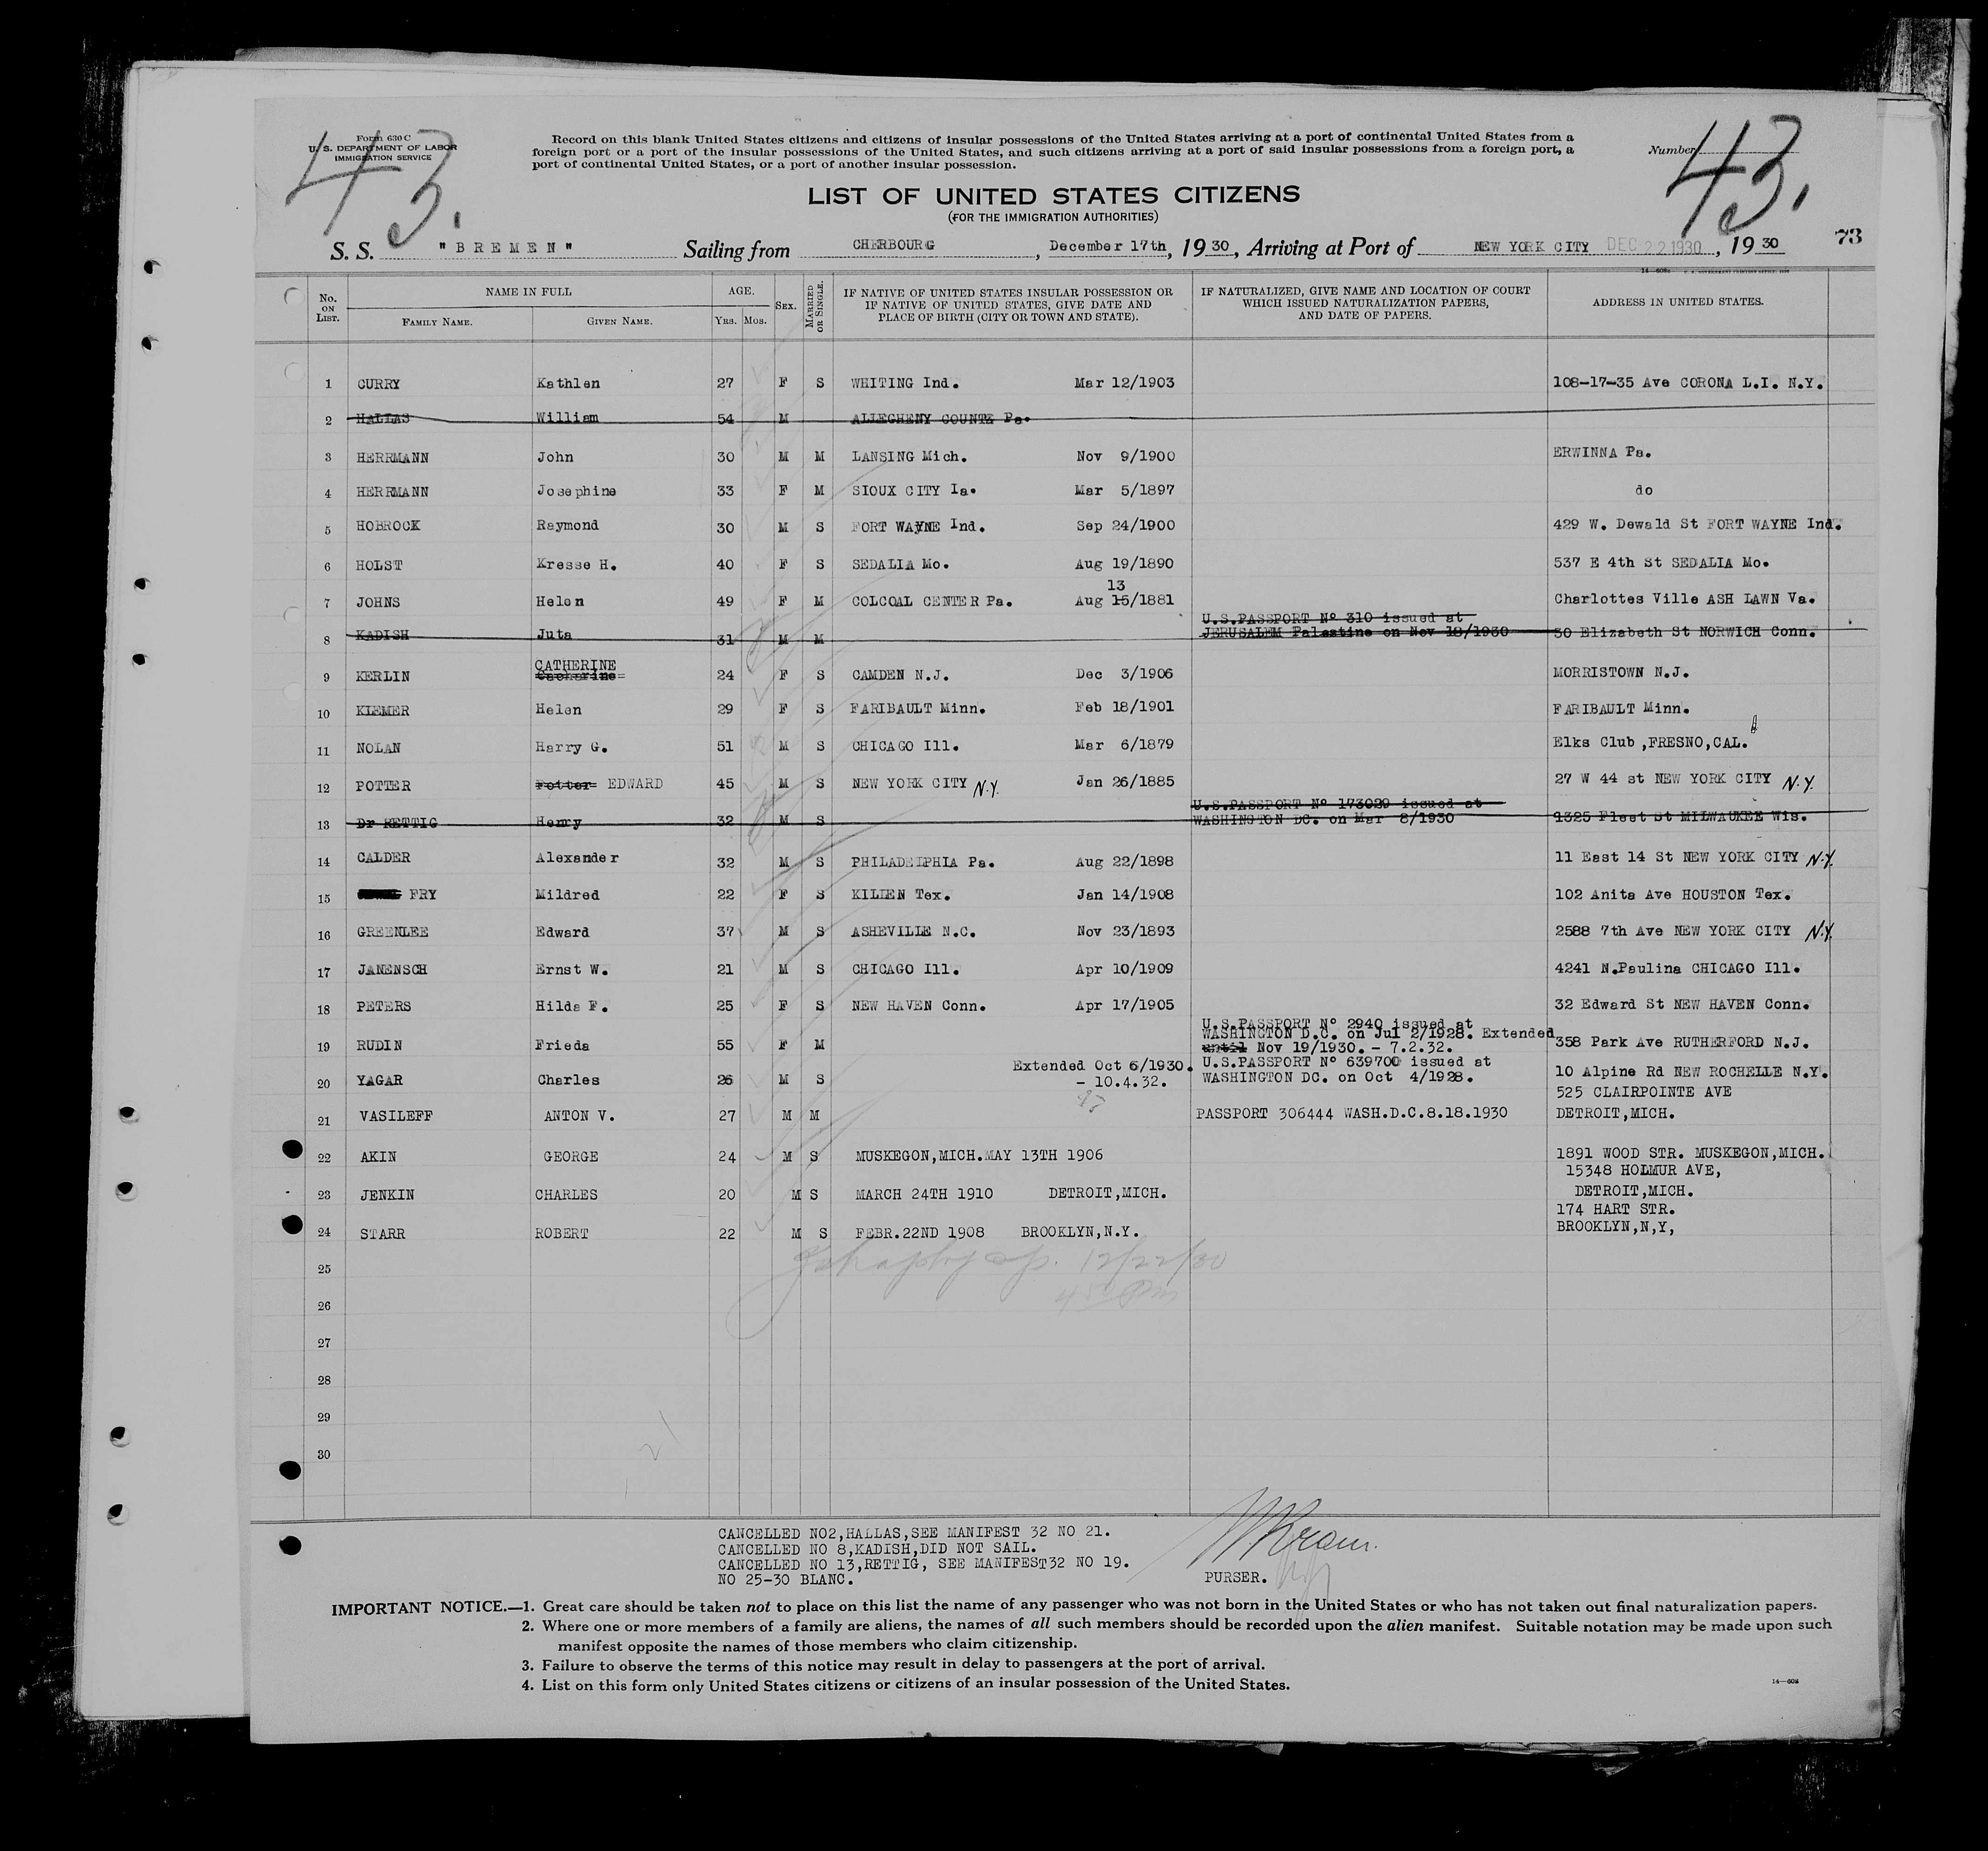 Form 630 C
U. S. DEPARTMENT OF LABOR
IMMIGRATION SERVICE
43.
Record on this blank United States citizens and citizens of insular possessions of the United States arriving at a port of continental United States from a
foreign port or a port of the insular possessions of the United States, and such citizens arriving at a port of said insular possessions from a foreign port, a
port of continental United States, or a port of another insular possession.
Number
43.
LIST OF UNITED STATES CITIZENS
(FOR THE IMMIGRATION AUTHORITIES)
S. S. "BREMEN" Sailing from CHERBOURG, December 17th, 1930, Arriving at Port of NEW YORK CITY DEC 22 1930, 1930
73
No. ON LIST. NAME IN FULL AGE. SEX. MARRIED OR SINGLE. IF NATIVE OF UNITED STATES INSULAR POSSESSION OR IF NATIVE OF UNITED STATES, GIVE DATE AND PLACE OF BIRTH (CITY OR TOWN AND STATE). IF NATURALIZED, GIVE NAME AND LOCATION OF COURT WHICH ISSUED NATURALIZATION PAPERS, AND DATE OF PAPERS. ADDRESS IN UNITED STATES.
FAMILY NAME. GIVEN NAME. YRS. MOS.
1 CURRY Kathlen 27 F S WHITING Ind. Mar 12/1903 108-17-35 Ave CORONA L.I. N.Y.
2 HALLAS William 54 M ALLEGHENY COUNTZ Pa.
3 HERRMANN John 30 M M LANSING Mich. Nov 9/1900 ERWINNA Pa.
4 HERRMANN Josephine 33 F M SIOUX CITY Ia. Mar 5/1897 do
5 HOBROCK Raymond 30 M S FORT WAYNE Ind. Sep 24/1900 429 W. Dewald St FORT WAYNE Ind.
6 HOLST Kresse H. 40 F S SEDALIA Mo. Aug 19/1890 537 E 4th St SEDALIA Mo.
13
7 JOHNS Helen 49 F M COLCOAL CENTER Pa. Aug 15/1881 Charlottes Ville ASH LAWN Va.
U.S.PASSPORT Nº 310 issued at
8 KADISH Juta 31 M M JERUSALEM Palestine on Nov 18/1930 50 Elizabeth St NORWICH Conn.
CATHERINE
9 KERLIN Catharine 24 F S CAMDEN N.J. Dec 3/1906 MORRISTOWN N.J.
10 KIEMER Helen 29 F S FARIBAULT Minn. Feb 18/1901 FARIBAULT Minn.
11 NOLAN Harry G. 51 M S CHICAGO Ill. Mar 6/1879 Elks Club ,FRESNO,CAL.
12 POTTER Potter EDWARD 45 M S NEW YORK CITY N.Y. Jan 26/1885 27 W 44 st NEW YORK CITY N.Y.
U.S.PASSPORT Nº 173029 issued at
13 Dr RETTIG Henry 32 M S WASHINGTON DC. on Mar 8/1930 1325 Fleet St MILWAUKEE Wis.
14 CALDER Alexander 32 M S PHILADELPHIA Pa. Aug 22/1898 11 East 14 St NEW YORK CITY N.Y.
15 FRY Mildred 22 F S KILIEN Tex. Jan 14/1908 102 Anita Ave HOUSTON Tex.
16 GREENLEE Edward 37 M S ASHEVILLE N.C. Nov 23/1893 2588 7th Ave NEW YORK CITY N.Y.
17 JANENSCH Ernst W. 21 M S CHICAGO Ill. Apr 10/1909 4241 N.Paulina CHICAGO Ill.
18 PETERS Hilda F. 25 F S NEW HAVEN Conn. Apr 17/1905 32 Edward St NEW HAVEN Conn.
U.S.PASSPORT Nº 2940 issued at
WASHINGTON D.C. on Jul 2/1928. Extended
19 RUDIN Frieda 55 F M until Nov 19/1930. - 7.2.32. 358 Park Ave RUTHERFORD N.J.
Extended Oct 6/1930. U.S.PASSPORT Nº 639700 issued at
20 YAGAR Charles 26 M S - 10.4.32. WASHINGTON DC. on Oct 4/1928. 10 Alpine Rd NEW ROCHELLE N.Y.
525 CLAIRPOINTE AVE
21 VASILEFF ANTON V. 27 M M PASSPORT 306444 WASH.D.C.8.18.1930 DETROIT,MICH.
22 AKIN GEORGE 24 M S MUSKEGON,MICH.MAY 13TH 1906 1891 WOOD STR. MUSKEGON,MICH.
15348 HOLMUR AVE,
23 JENKIN CHARLES 20 M S MARCH 24TH 1910 DETROIT,MICH. DETROIT,MICH.
174 HART STR.
24 STARR ROBERT 22 M S FEBR.22ND 1908 BROOKLYN,N.Y. BROOKLYN,N,Y,
12/22/30
25
26
27
28
29
30
21
CANCELLED NO2,HALLAS,SEE MANIFEST 32 NO 21.
CANCELLED NO 8,KADISH,DID NOT SAIL.
CANCELLED NO 13,RETTIG, SEE MANIFEST32 NO 19.
NO 25-30 BLANC.
PURSER.
IMPORTANT NOTICE.—1. Great care should be taken not to place on this list the name of any passenger who was not born in the United States or who has not taken out final naturalization papers.
2. Where one or more members of a family are aliens, the names of all such members should be recorded upon the alien manifest. Suitable notation may be made upon such
manifest opposite the names of those members who claim citizenship.
3. Failure to observe the terms of this notice may result in delay to passengers at the port of arrival.
4. List on this form only United States citizens or citizens of an insular possession of the United States.